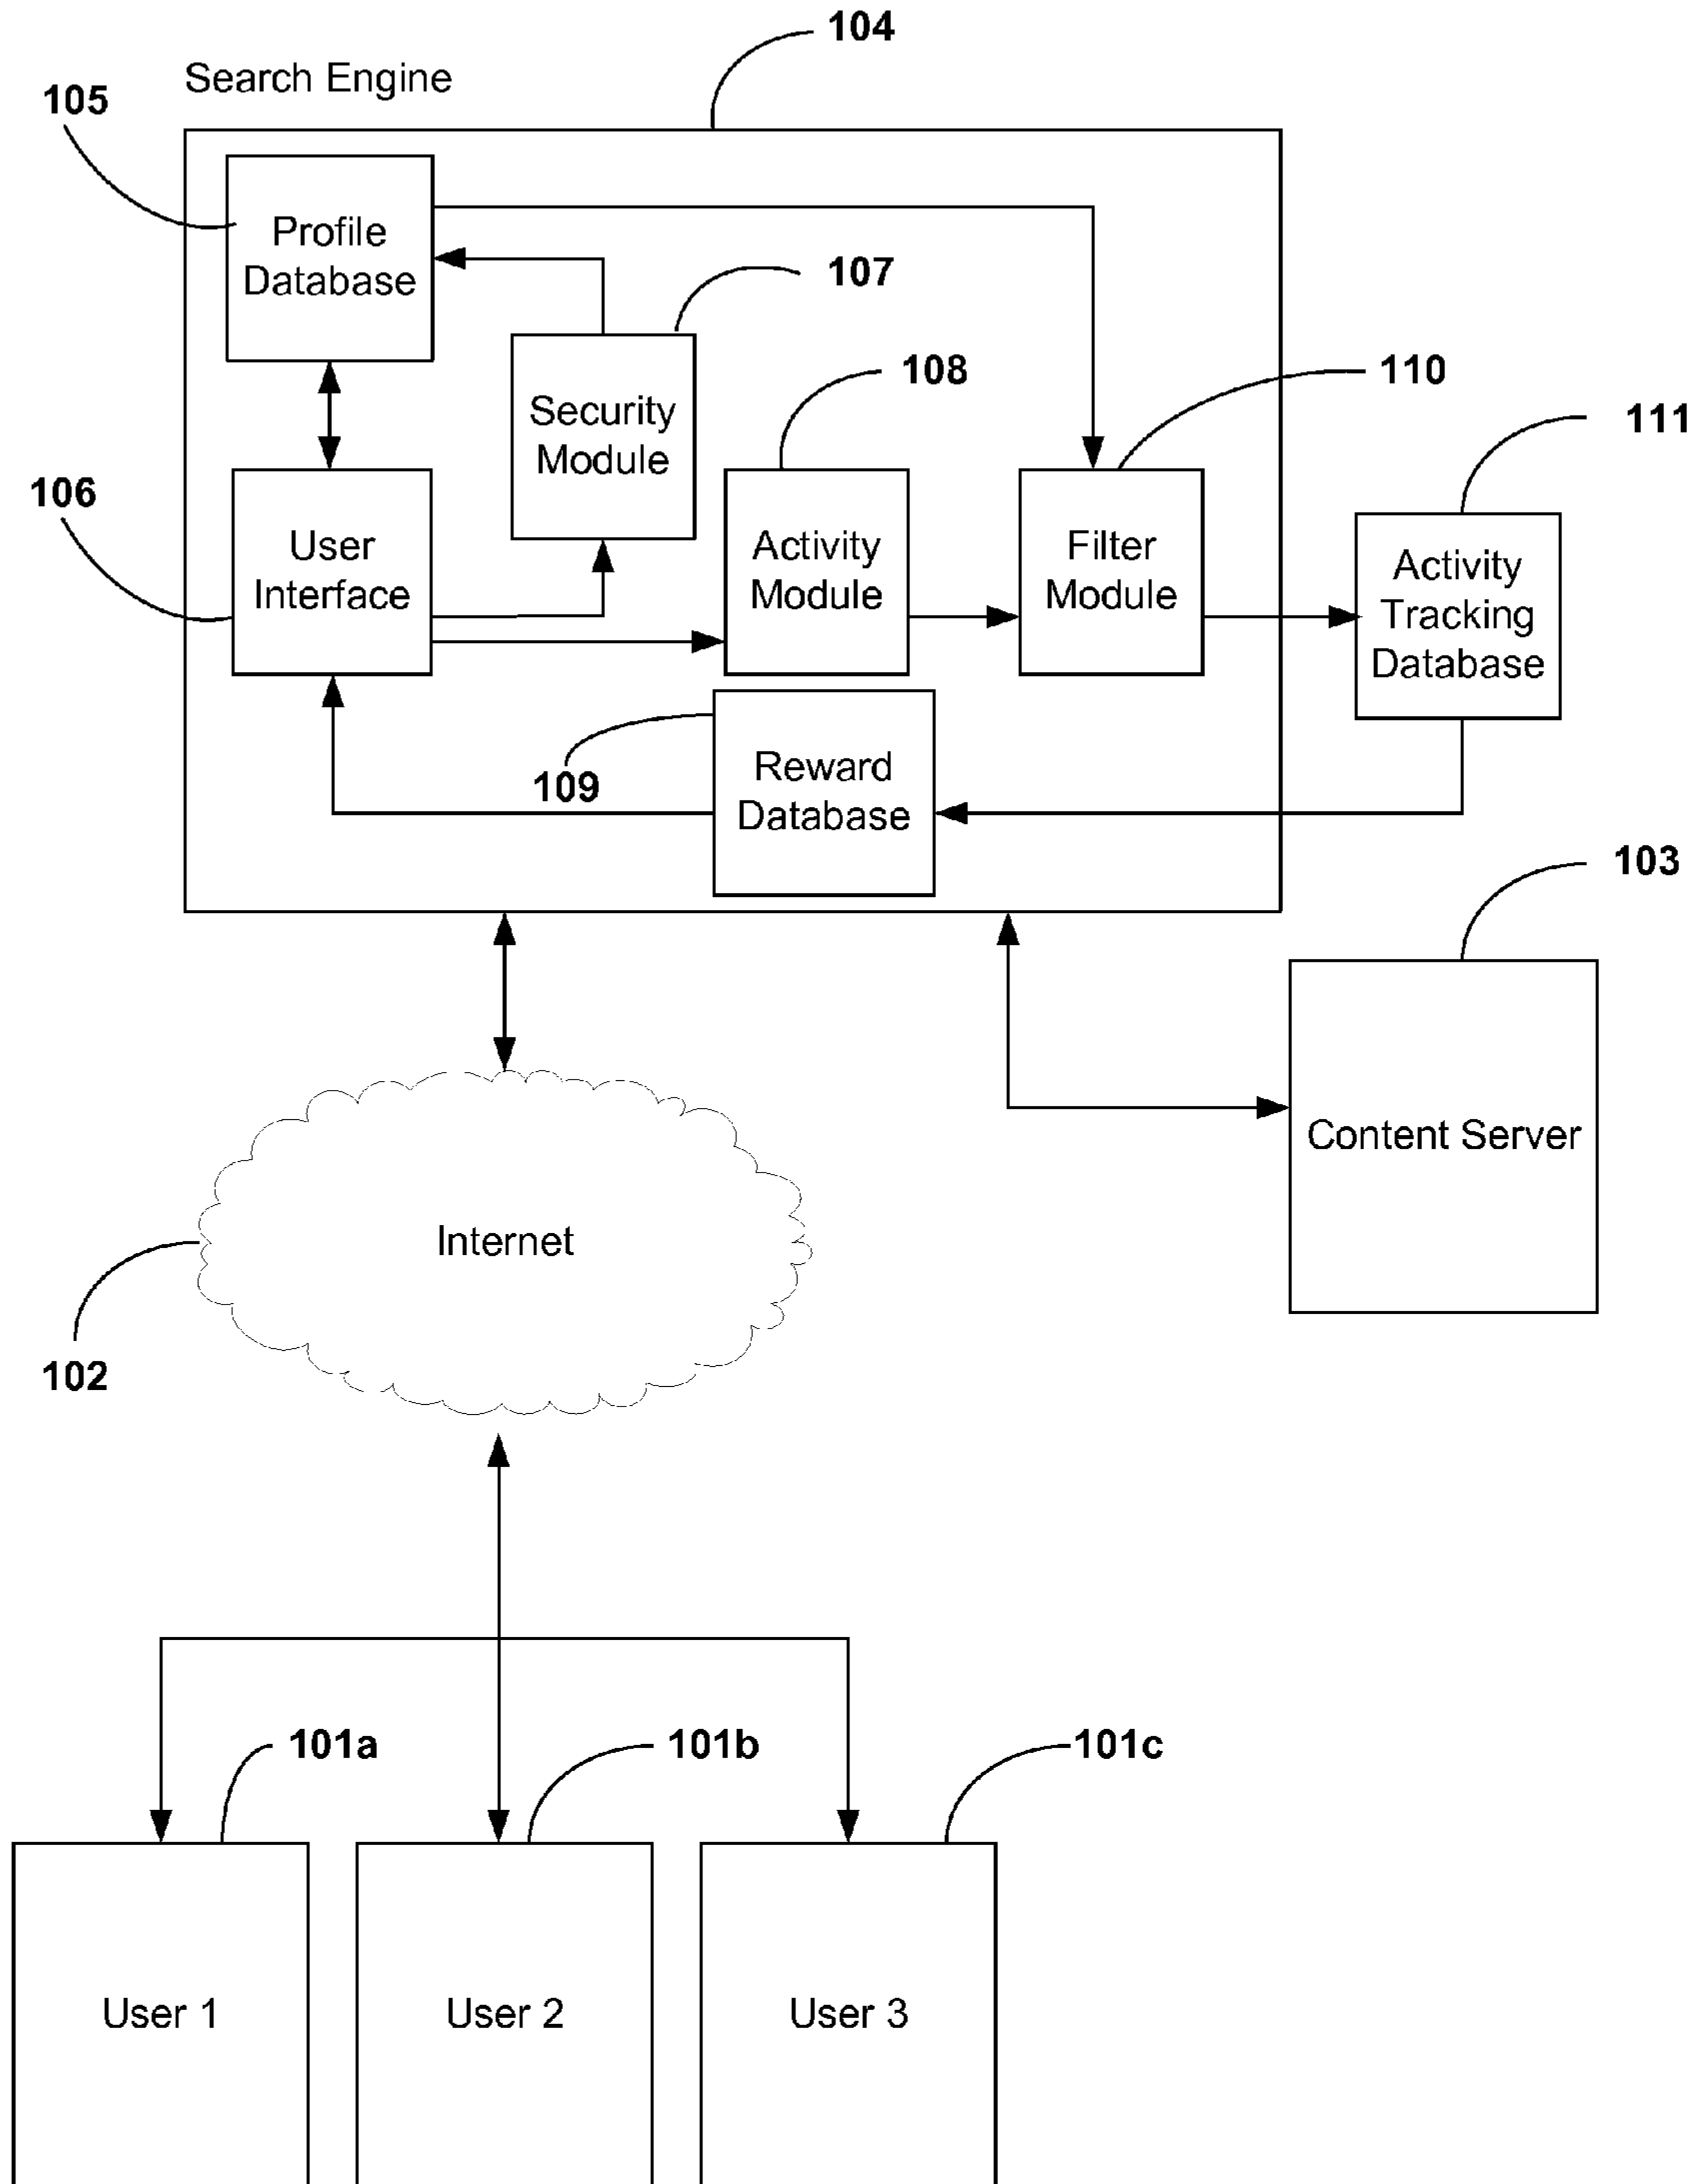 104
Search Engine
105
Profile
Database
107
Security
Module
108
110
111
106
User
Interface
Activity
Module
Filter
Module
Activity
Tracking
Database
109
Reward
Database
103
Content Server
Internet
102
101a
101b
101c
User 1
User 2
User 3